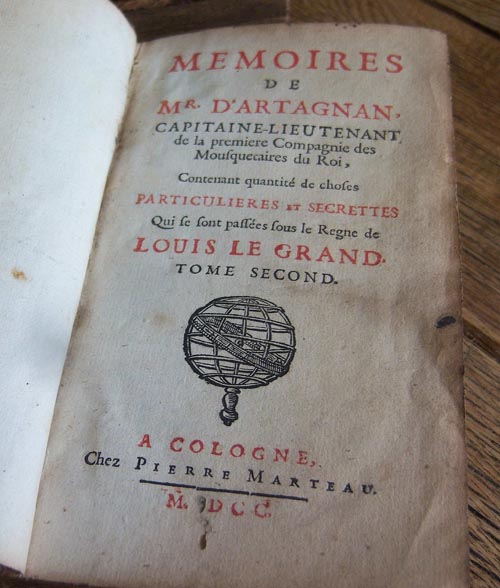 MEMOIRES
DE
MR. D'ARTAGNAN,
CAPITAINE-LIEUTENANT
de la premiere Compagnie des
Mousquetaires du Roi,
Contenant quantité de choses
PARTICULIERES ET SECRETTES
Qui se sont passées sous le Regne de
LOUIS LE GRAND.
TOME SECOND.
A COLOGNE,
Chez PIERRE MARTEAU.
M. DCC.